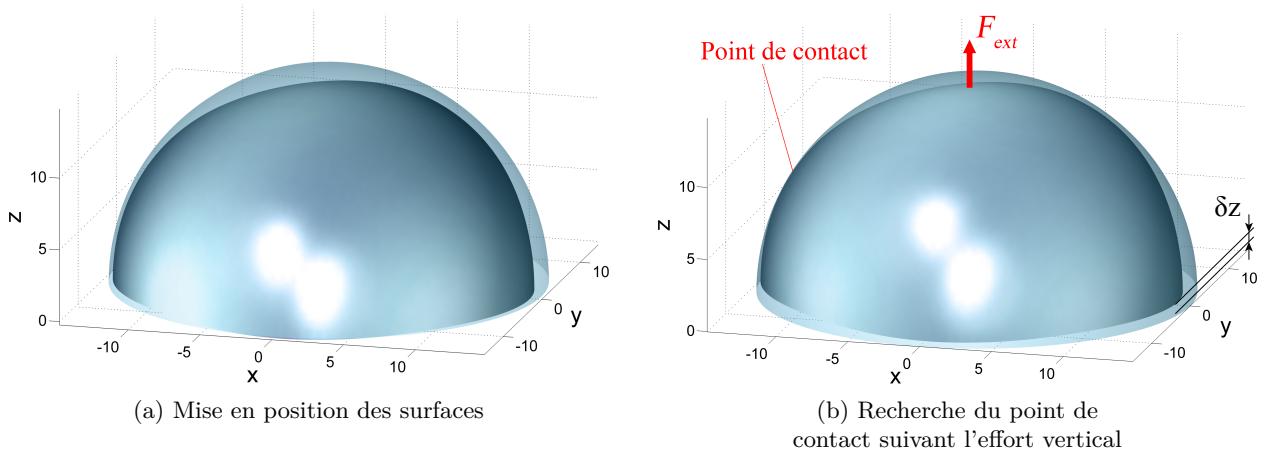 F_ext
Point de contact
δz
z
10
5
0
-10
-5
0
5
10
x
-10
0
10
y
z
10
5
0
-10
-5
0
5
10
x
-10
0
10
y
(a) Mise en position des surfaces
(b) Recherche du point de
contact suivant l'effort vertical